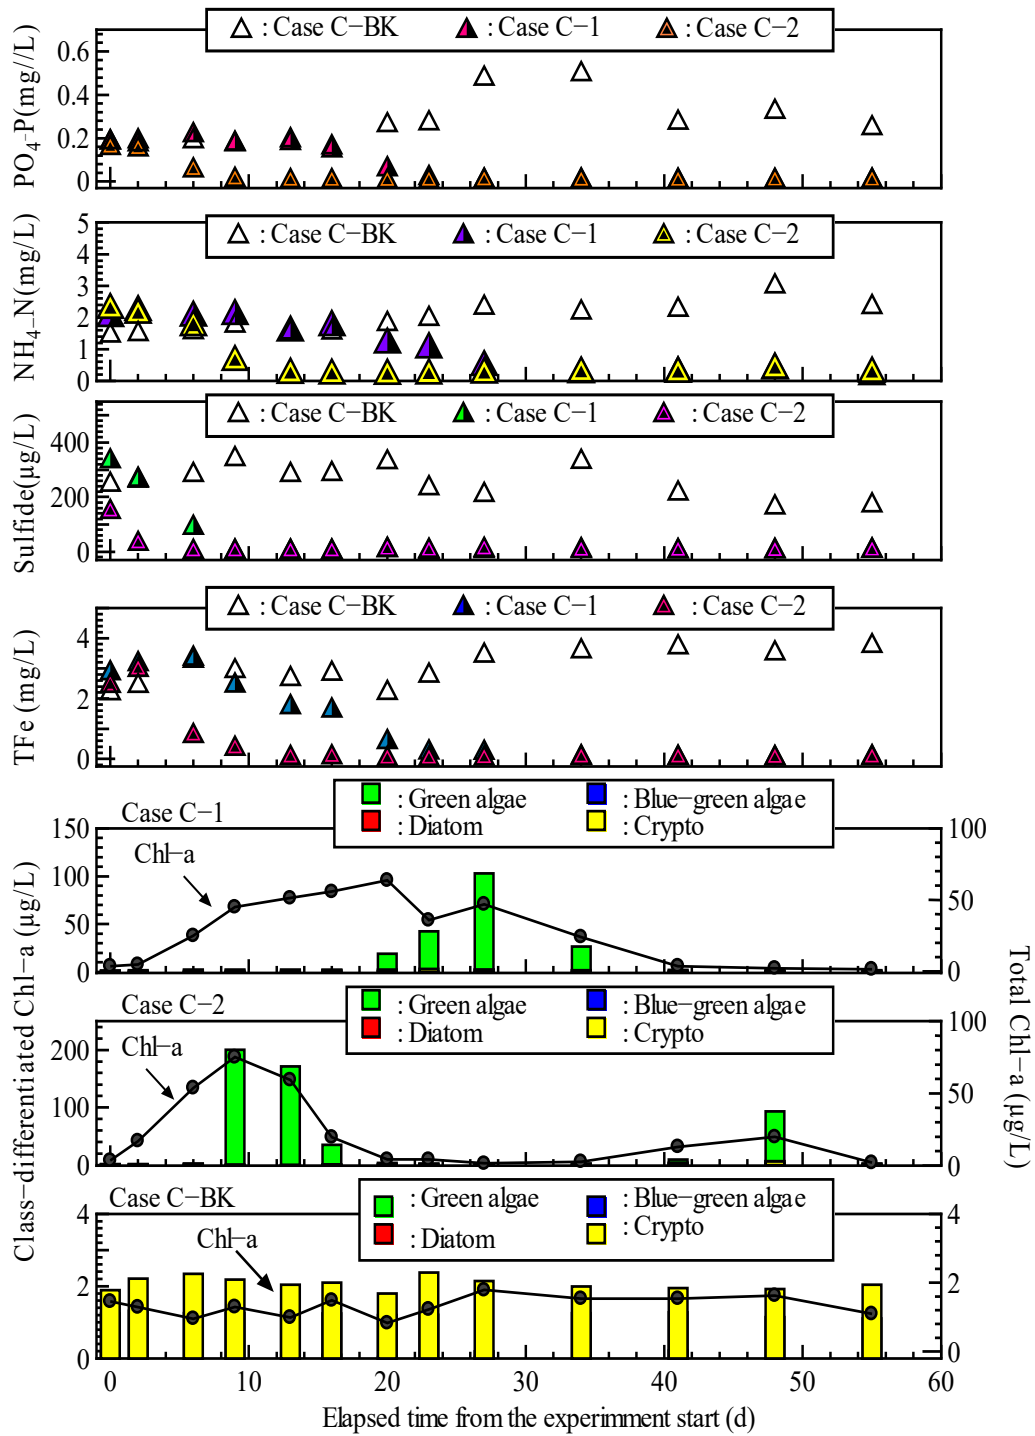 : Case C−BK : Case C−1 : Case C−2
PO4-P(mg//L)
0.6
0.4
0.2
0
: Case C−BK : Case C−1 : Case C−2
NH4-N(mg/L)
5
4
3
2
1
0
: Case C−BK : Case C−1 : Case C−2
Sulfide(μg/L)
400
200
0
: Case C−BK : Case C−1 : Case C−2
TFe (mg/L)
4
2
0
Class−differentiated Chl−a (μg/L)
Total Chl−a (μg/L)
Case C−1
: Green algae : Blue−green algae
: Diatom : Crypto
Chl−a
150
100
50
0
100
50
0
Case C−2
: Green algae : Blue−green algae
: Diatom : Crypto
Chl−a
200
100
0
100
50
0
Case C−BK
: Green algae : Blue−green algae
: Diatom : Crypto
Chl−a
4
2
0
4
2
0
0 10 20 30 40 50 60
Elapsed time from the experimment start (d)